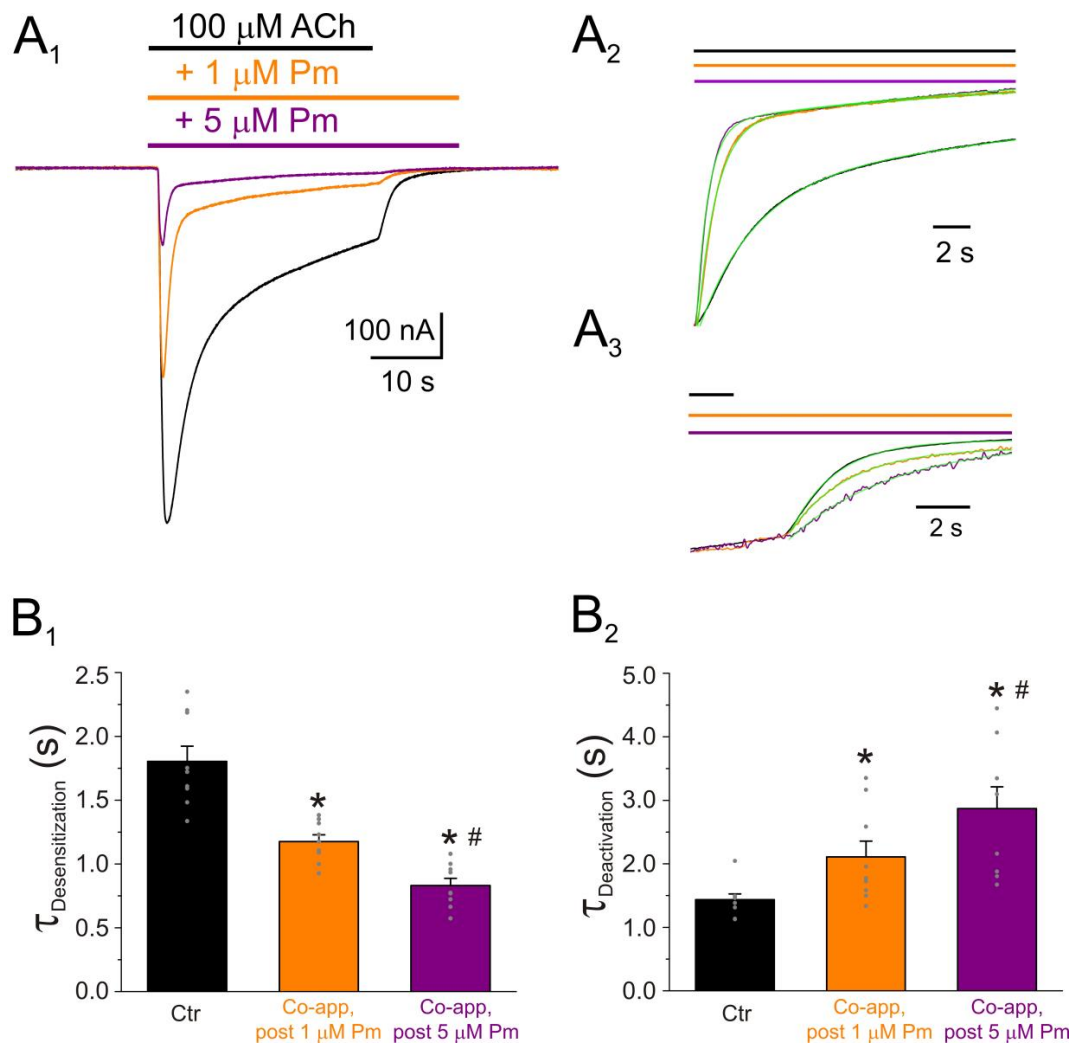 A1
100 μM ACh
+ 1 μM Pm
+ 5 μM Pm
100 nA
10 s
A2
2 s
A3
2 s
B1
τDesensitization (s)
2.5
2.0
1.5
1.0
0.5
0.0
*
* #
Ctr
Co-app,
post 1 μM Pm
Co-app,
post 5 μM Pm
B2
τDeactivation (s)
5.0
4.0
3.0
2.0
1.0
0.0
*
* #
Ctr
Co-app,
post 1 μM Pm
Co-app,
post 5 μM Pm